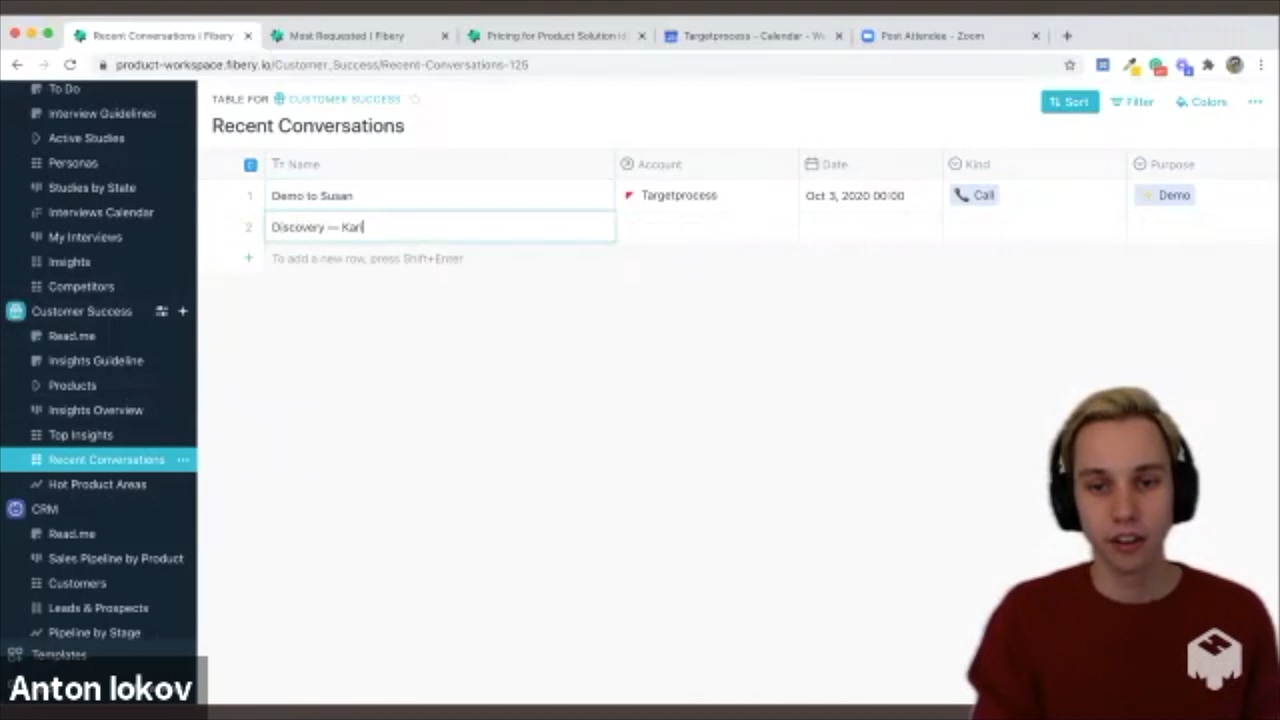 Recent Conversations | Fibery
Most Requested | Fibery
Pricing for Product Solution i
Targetprocess - Calendar - W
Post Attendee - Zoom
product-workspace.fibery.io/Customer_Success/Recent-Conversations-125
To Do
Interview Guidelines
Active Studies
Personas
Studies by State
Interviews Calendar
My Interviews
Insights
Competitors
Customer Success
Read.me
Insights Guideline
Products
Insights Overview
Top Insights
Recent Conversations
Hot Product Areas
CRM
Read.me
Sales Pipeline by Product
Customers
Leads & Prospects
Pipeline by Stage
Templates
TABLE FOR CUSTOMER SUCCESS
Sort Filter Colors
Recent Conversations
Name Account Date Kind Purpose
1 Demo to Susan Targetprocess Oct 3, 2020 00:00 Call Demo
2 Discovery — Karl
To add a new row, press Shift+Enter
Anton Iokov